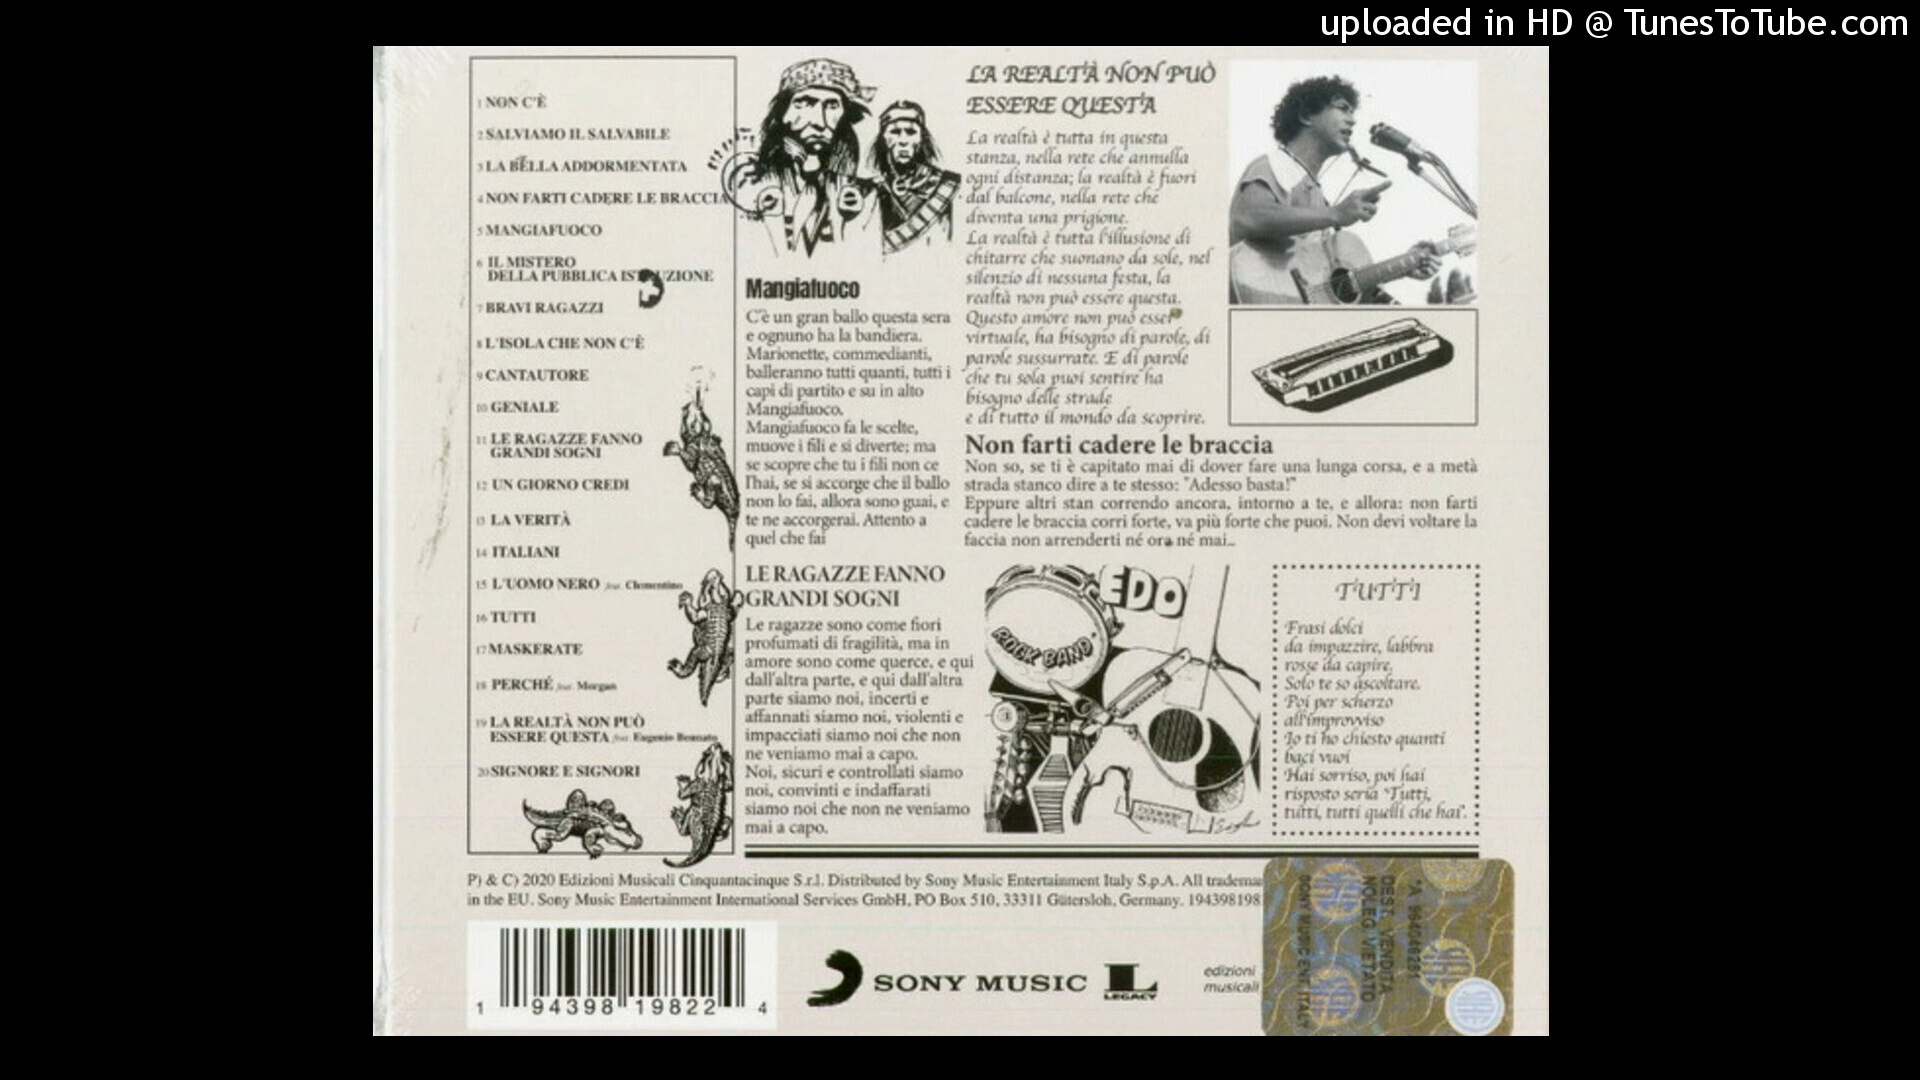 uploaded in HD @ TunesToTube.com
1 NON C'È
2 SALVIAMO IL SALVABILE
3 LA BELLA ADDORMENTATA
4 NON FARTI CADERE LE BRACCIA
5 MANGIAFUOCO
6 IL MISTERO
DELLA PUBBLICA ISTRUZIONE
7 BRAVI RAGAZZI
8 L'ISOLA CHE NON C'È
9 CANTAUTORE
10 GENIALE
11 LE RAGAZZE FANNO
GRANDI SOGNI
12 UN GIORNO CREDI
13 LA VERITÀ
14 ITALIANI
15 L'UOMO NERO feat. Clementino
16 TUTTI
17 MASKERATE
18 PERCHÉ feat. Morgan
19 LA REALTÀ NON PUÒ
ESSERE QUESTA feat. Eugenio Bennato
20 SIGNORE E SIGNORI
Mangiafuoco
C'è un gran ballo questa sera
e ognuno ha la bandiera.
Marionette, commedianti,
balleranno tutti quanti, tutti i
capi di partito e su in alto
Mangiafuoco.
Mangiafuoco fa le scelte,
muove i fili e si diverte; ma
se scopre che tu i fili non ce
l'hai, se si accorge che il ballo
non lo fai, allora sono guai, e
te ne accorgerai. Attento a
quel che fai
LE RAGAZZE FANNO
GRANDI SOGNI
Le ragazze sono come fiori
profumati di fragilità, ma in
amore sono come querce, e qui
dall'altra parte, e qui dall'altra
parte siamo noi, incerti e
affannati siamo noi, violenti e
impacciati siamo noi che non
ne veniamo mai a capo.
Noi, sicuri e controllati siamo
noi, convinti e indaffarati
siamo noi che non ne veniamo
mai a capo.
LA REALTÀ NON PUÒ
ESSERE QUESTA
La realtà è tutta in questa
stanza, nella rete che annulla
ogni distanza; la realtà è fuori
dal balcone, nella rete che
diventa una prigione.
La realtà è tutta l'illusione di
chitarre che suonano da sole, nel
silenzio di nessuna festa, la
realtà non può essere questa.
Questo amore non può esser
virtuale, ha bisogno di parole, di
parole sussurrate. E di parole
che tu sola puoi sentire ha
bisogno delle strade
e di tutto il mondo da scoprire.
Non farti cadere le braccia
Non so, se ti è capitato mai di dover fare una lunga corsa, e a metà
strada stanco dire a te stesso: "Adesso basta!"
Eppure altri stan correndo ancora, intorno a te, e allora: non farti
cadere le braccia corri forte, va più forte che puoi. Non devi voltare la
faccia non arrenderti né ora né mai...
EDO
ROCK BAND
TUTTI
Frasi dolci
da impazzire, labbra
rosse da capire,
Solo te so ascoltare.
Poi per scherzo
all'improvviso
Io ti ho chiesto quanti
baci vuoi
Hai sorriso, poi hai
risposto seria "Tutti,
tutti, tutti quelli che hai".
P) & C) 2020 Edizioni Musicali Cinquantacinque S.r.l. Distributed by Sony Music Entertainment Italy S.p.A. All trademar
in the EU. Sony Music Entertainment International Services GmbH, PO Box 510, 33311 Gütersloh, Germany. 1943981982
1 94398 19822 4
SONY MUSIC
L
LEGACY
edizioni
musicali
DEST. VENDITA
NOLEG. VIETATO
SONY MUSIC ENT. ITALY